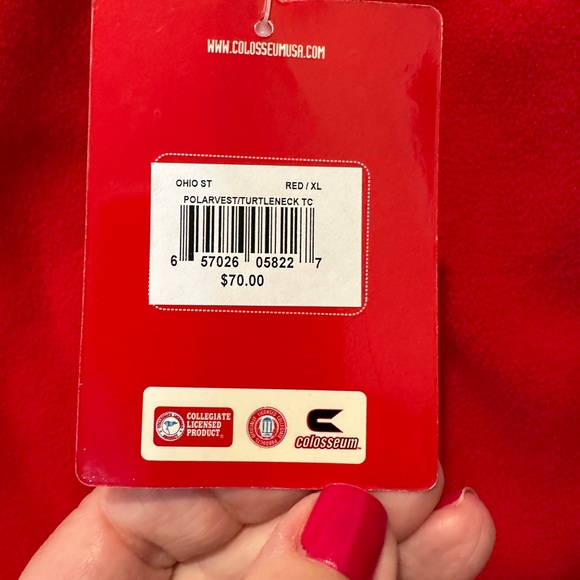 WWW.COLOSSEUMUSA.COM
OHIO ST RED / XL
POLARVEST/TURTLENECK TC
6 57026 05822 7
$70.00
COLLEGIATE
LICENSED
PRODUCT®
colosseum™